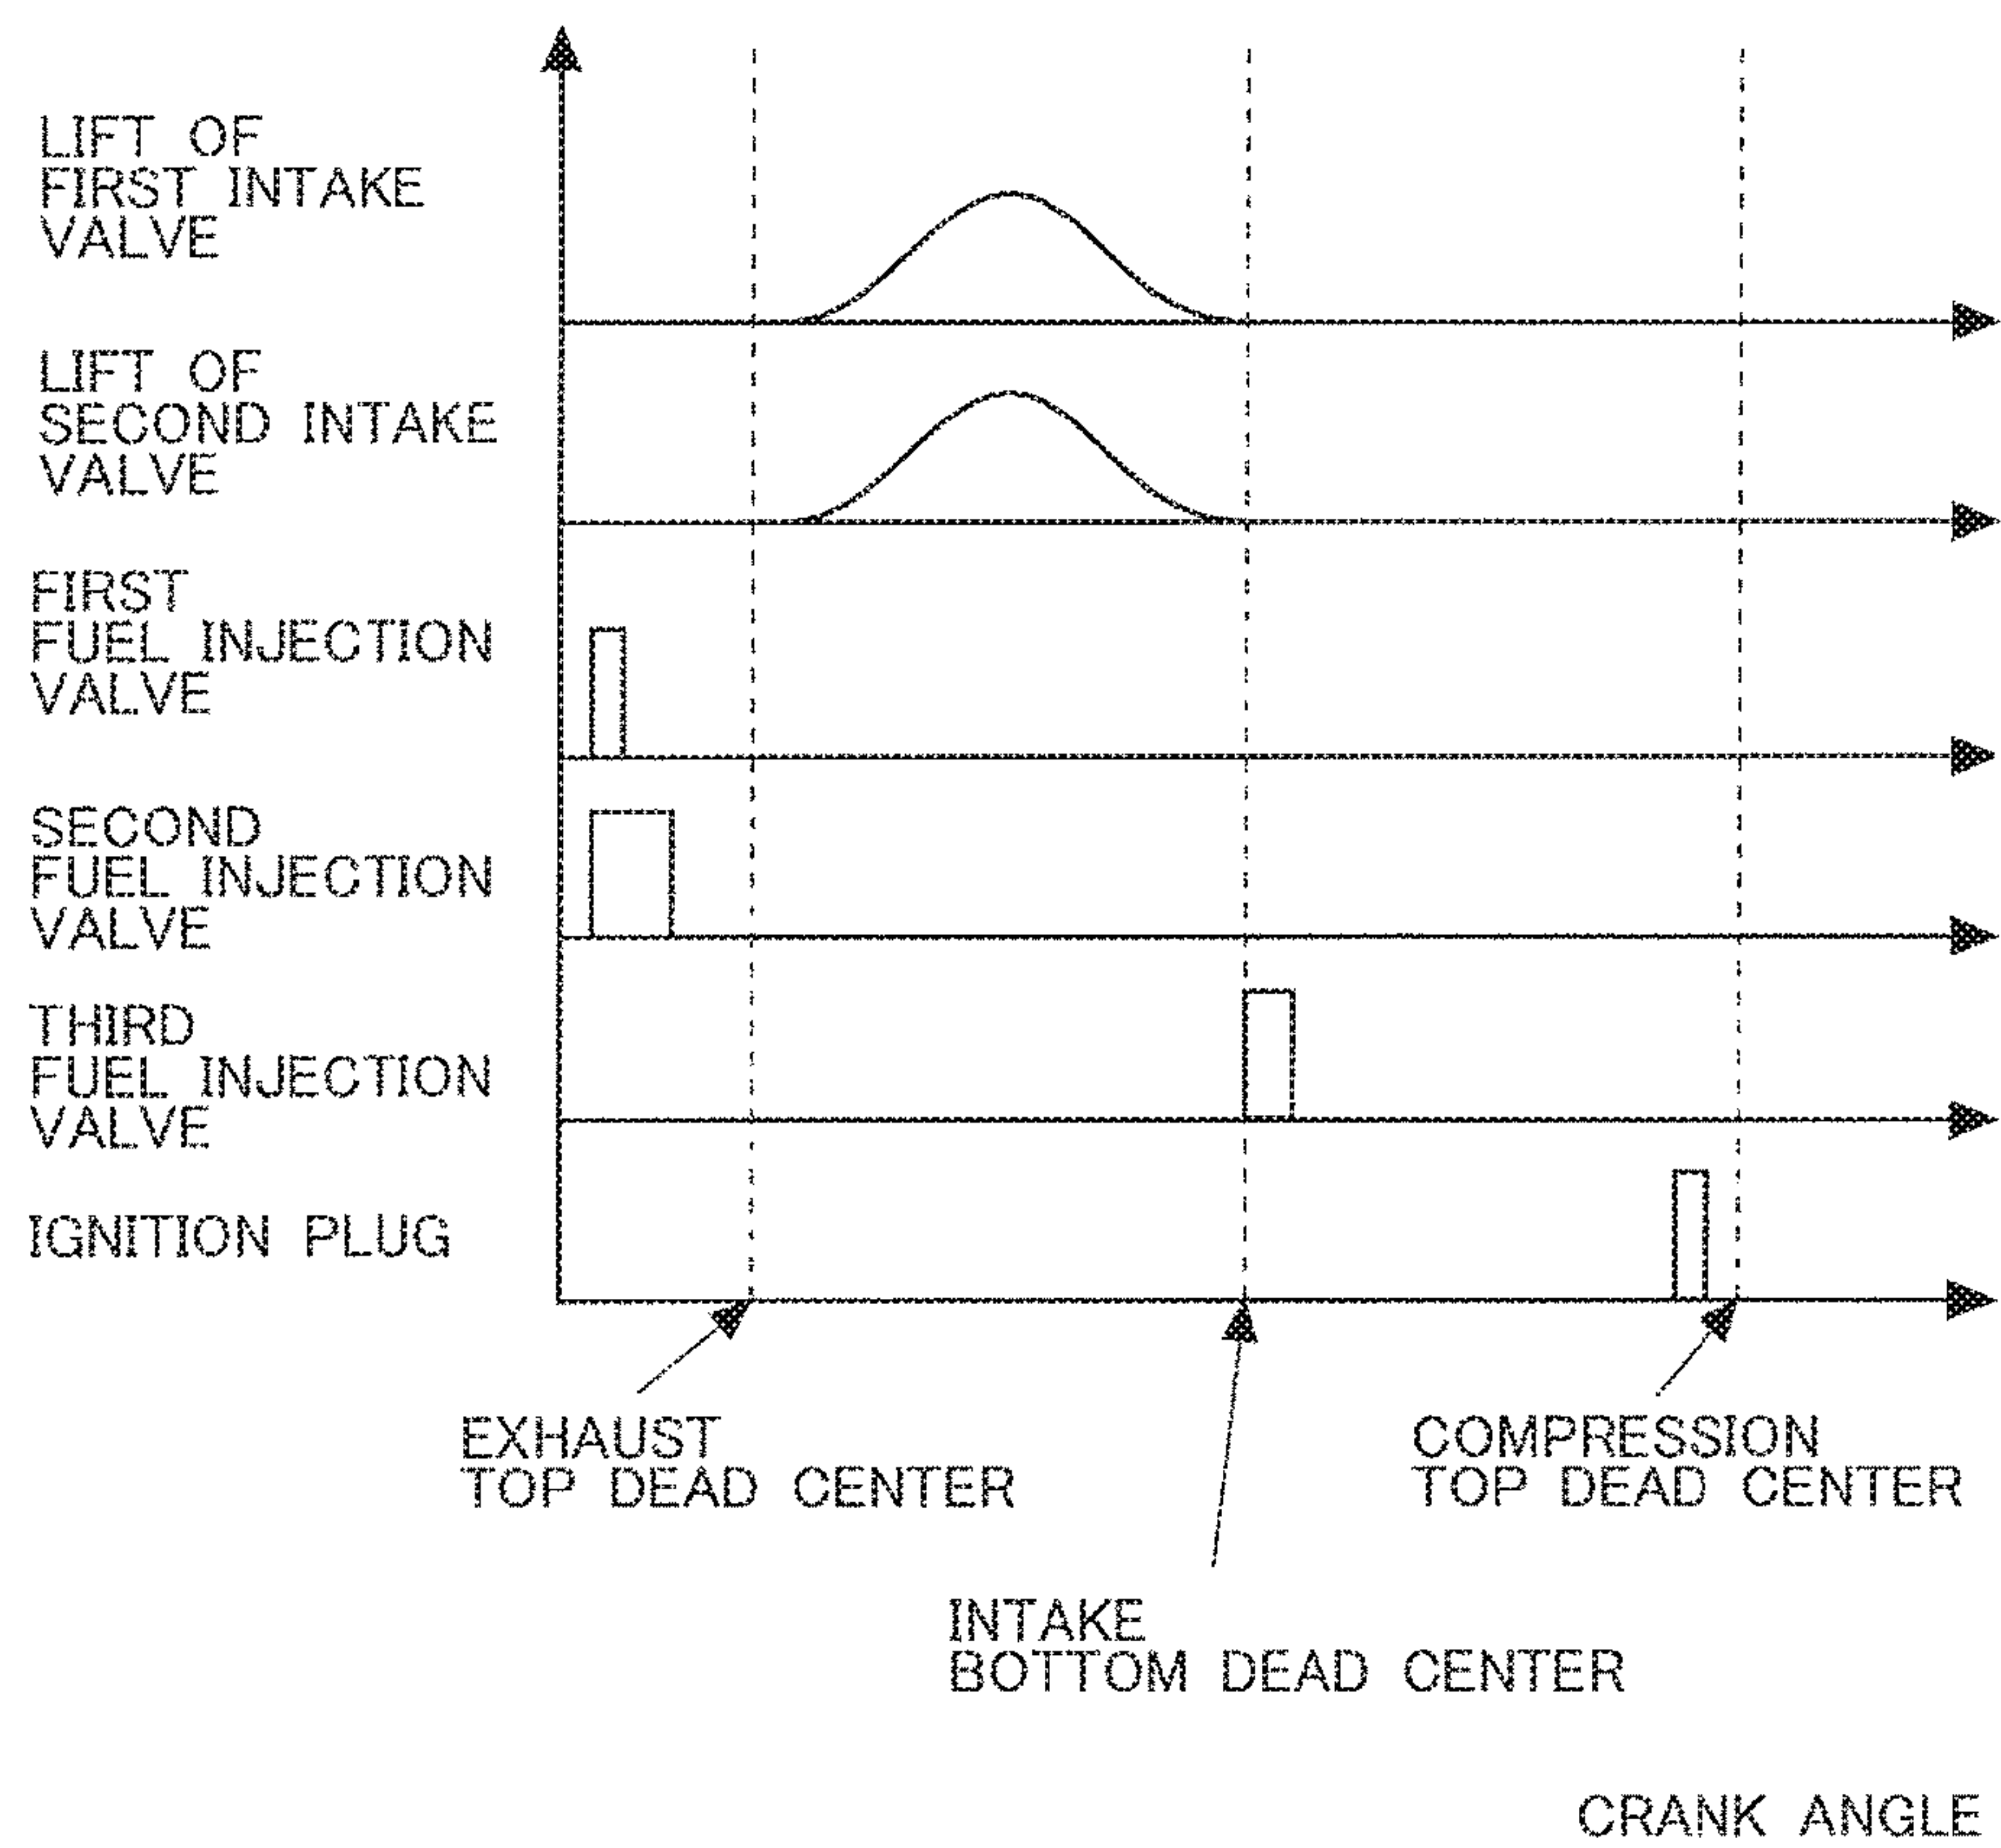 LIFT OF
FIRST INTAKE
VALVE
LIFT OF
SECOND INTAKE
VALVE
FIRST
FUEL INJECTION
VALVE
SECOND
FUEL INJECTION
VALVE
THIRD
FUEL INJECTION
VALVE
IGNITION PLUG
EXHAUST
TOP DEAD CENTER
COMPRESSION
TOP DEAD CENTER
INTAKE
BOTTOM DEAD CENTER
CRANK ANGLE